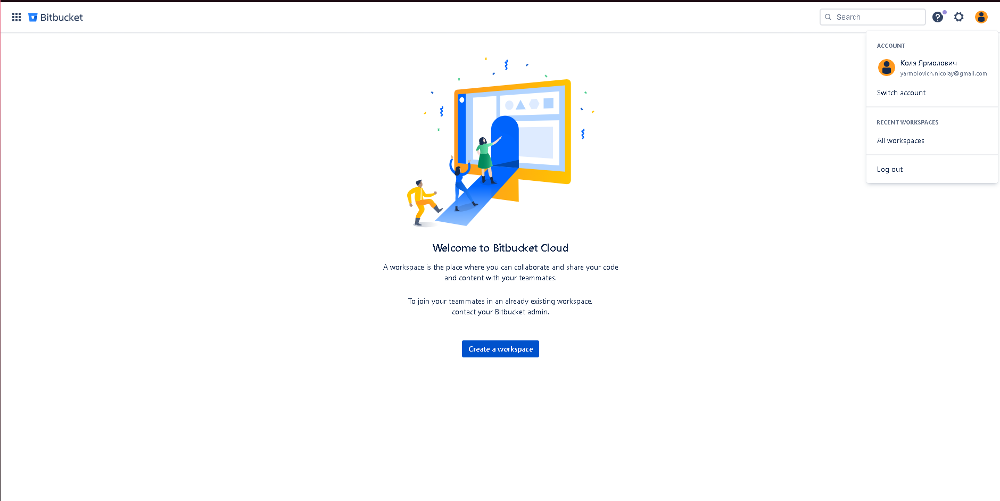 Bitbucket
Search
ACCOUNT
Коля Ярмолович
yarmolovich.nicolay@gmail.com
Switch account
RECENT WORKSPACES
All workspaces
Log out
Welcome to Bitbucket Cloud
A workspace is the place where you can collaborate and share your code
and content with your teammates.
To join your teammates in an already existing workspace,
contact your Bitbucket admin.
Create a workspace